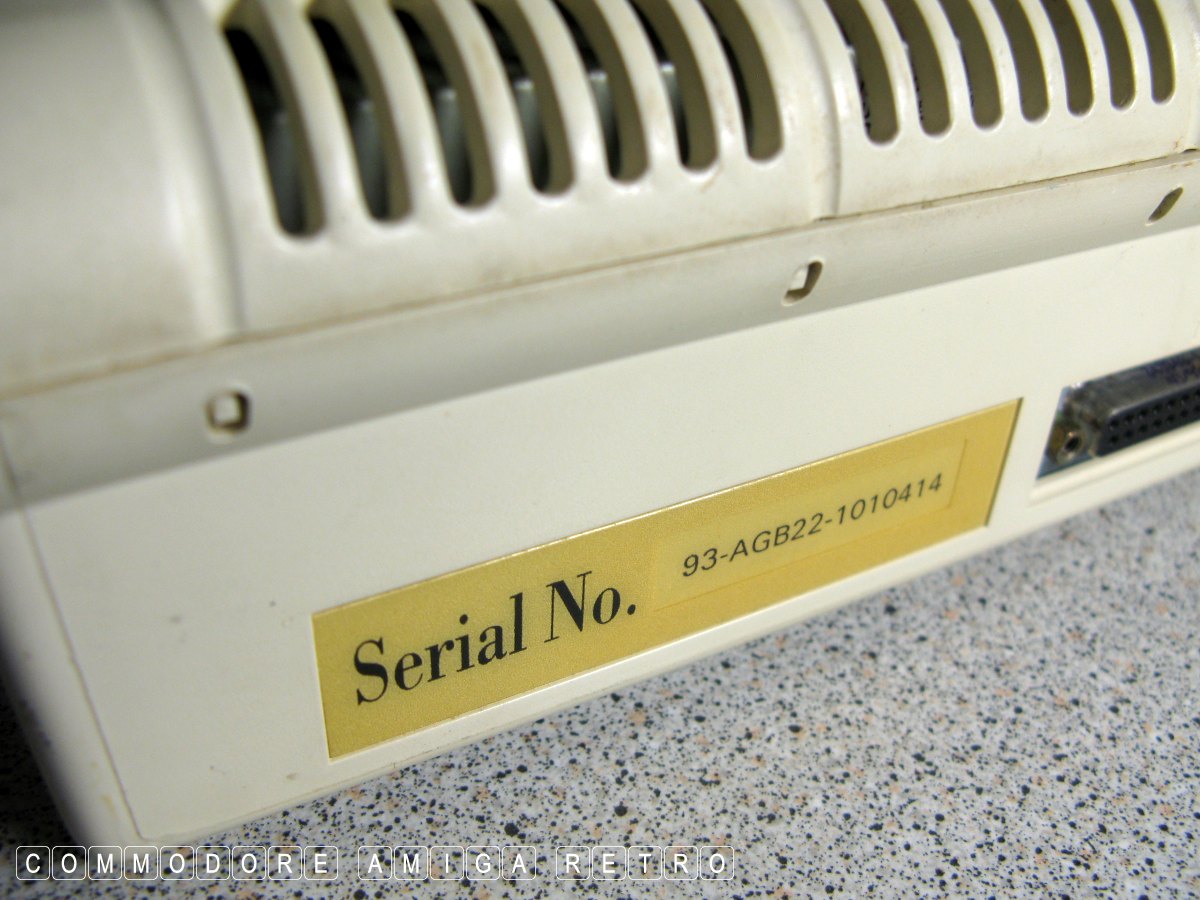 Serial No. 93-AGB22-1010414
COMMODORE AMIGA RETRO